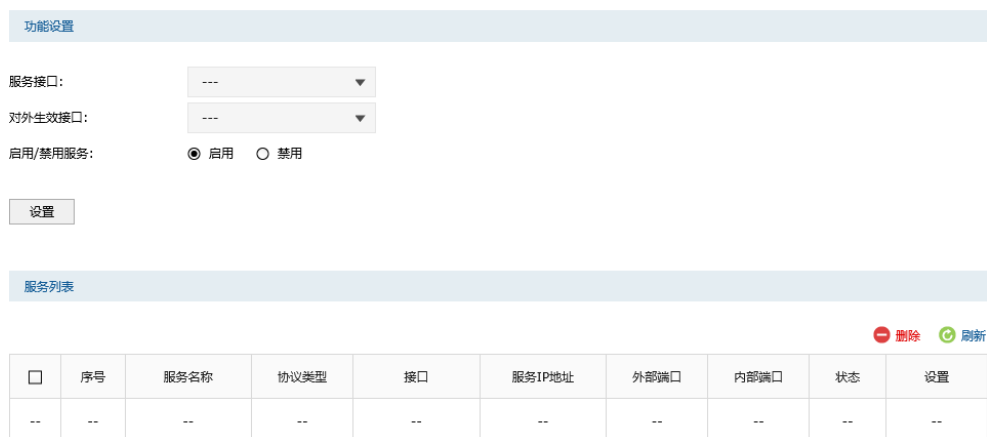 功能设置
服务接口: ---
对外生效接口: ---
启用/禁用服务: 启用 禁用
设置
服务列表
删除 刷新
序号 服务名称 协议类型 接口 服务IP地址 外部端口 内部端口 状态 设置
-- -- -- -- -- -- -- -- -- --